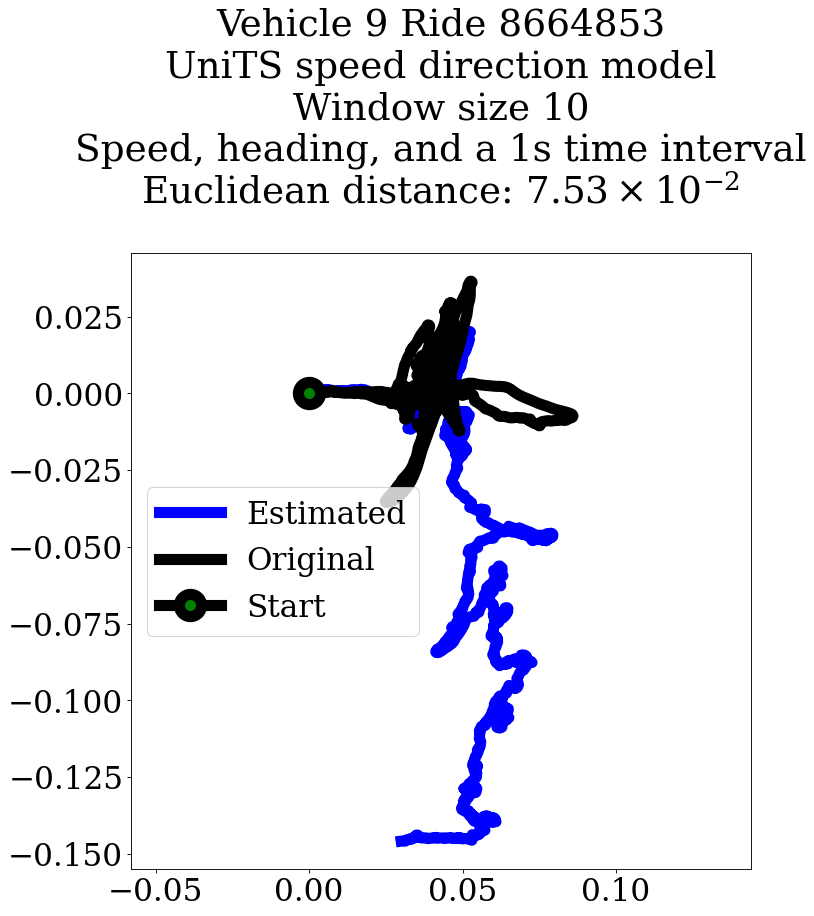 Vehicle 9 Ride 8664853
UniTS speed direction model
Window size 10
Speed, heading, and a 1s time interval
Euclidean distance: 7.53 × 10⁻²
0.025
0.000
−0.025
−0.050
−0.075
−0.100
−0.125
−0.150
Estimated
Original
Start
−0.05 0.00 0.05 0.10